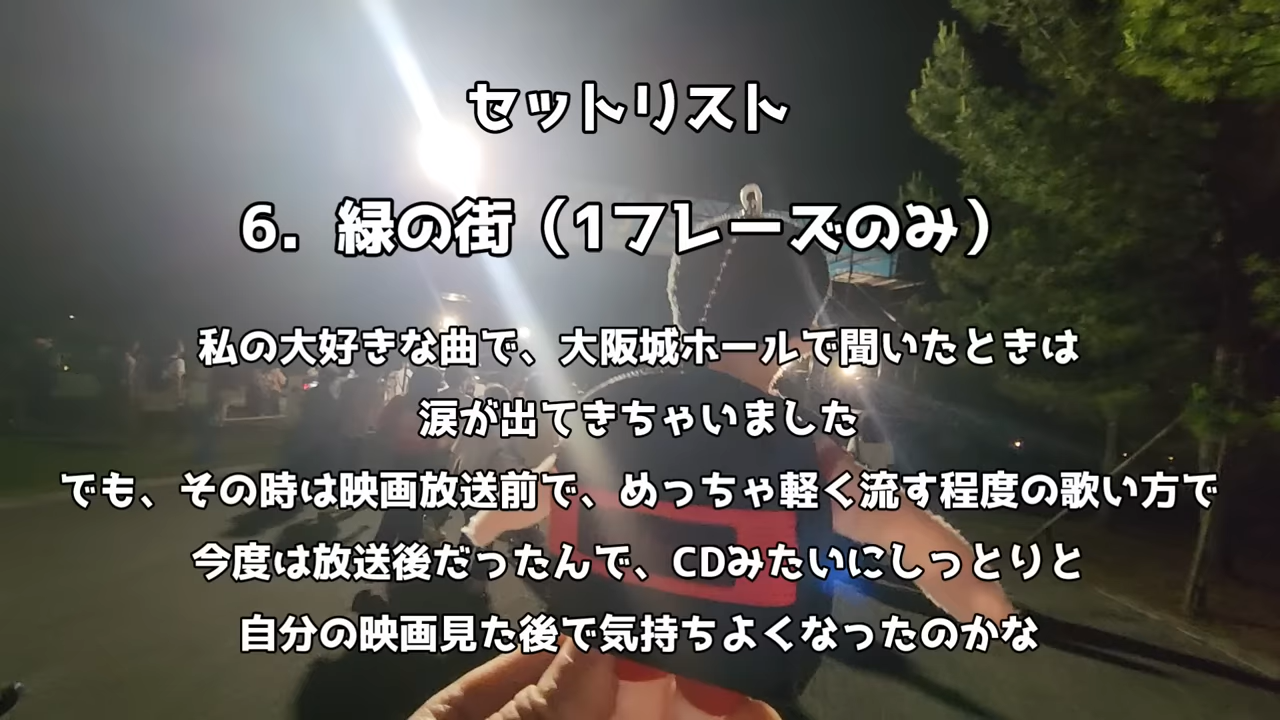 セットリスト
6．緑の街（1フレーズのみ）
私の大好きな曲で、大阪城ホールで聞いたときは
涙が出てきちゃいました
でも、その時は映画放送前で、めっちゃ軽く流す程度の歌い方で
今度は放送後だったんで、CDみたいにしっとりと
自分の映画見た後で気持ちよくなったのかな